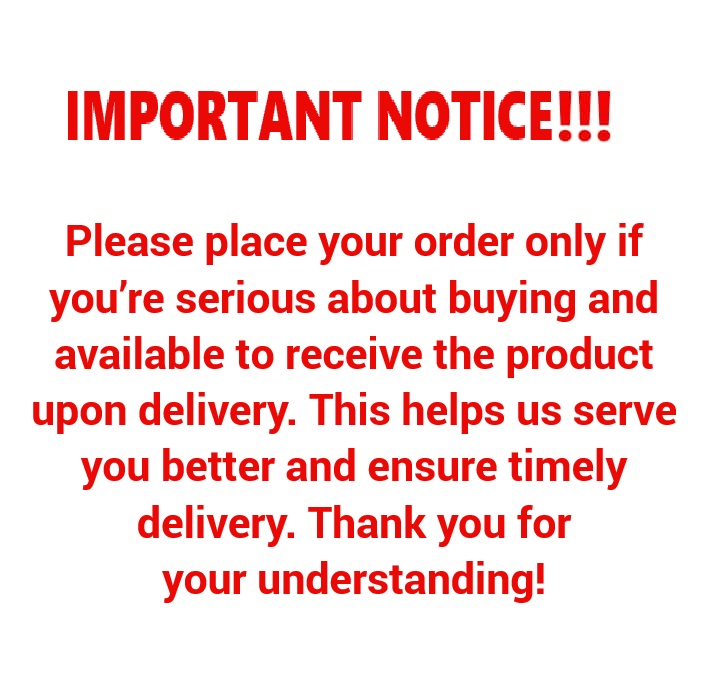 IMPORTANT NOTICE!!!
Please place your order only if
you’re serious about buying and
available to receive the product
upon delivery. This helps us serve
you better and ensure timely
delivery. Thank you for
your understanding!